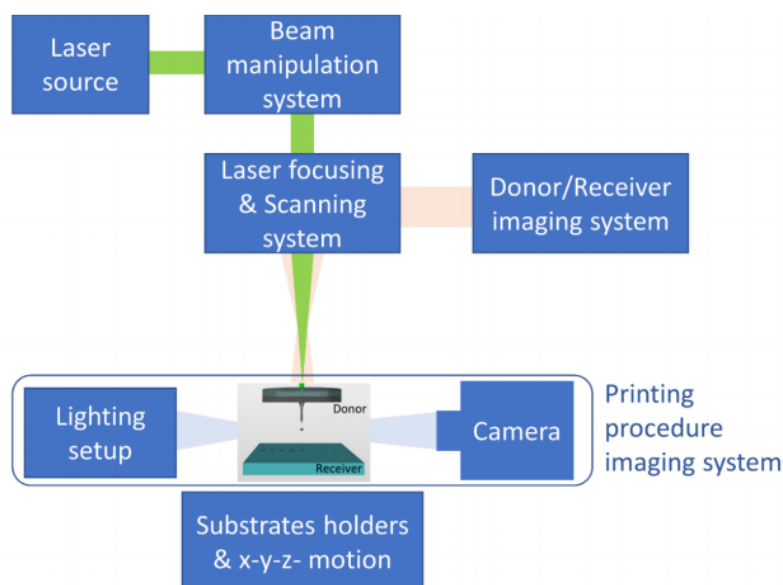 Laser
source
Beam
manipulation
system
Laser focusing
& Scanning
system
Donor/Receiver
imaging system
Lighting
setup
Donor
Receiver
Camera
Printing
procedure
imaging system
Substrates holders
& x-y-z- motion